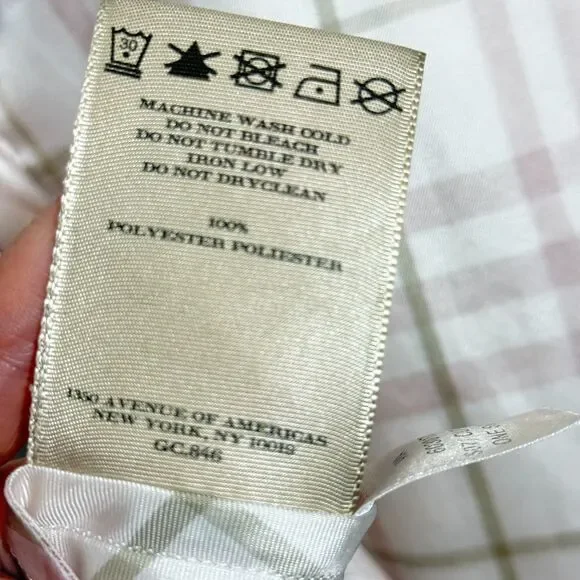 30
MACHINE WASH COLD
DO NOT BLEACH
DO NOT TUMBLE DRY
IRON LOW
DO NOT DRYCLEAN
100%
POLYESTER POLIESTER
1350 AVENUE OF AMERICAS
NEW YORK, NY 10019
GC.846